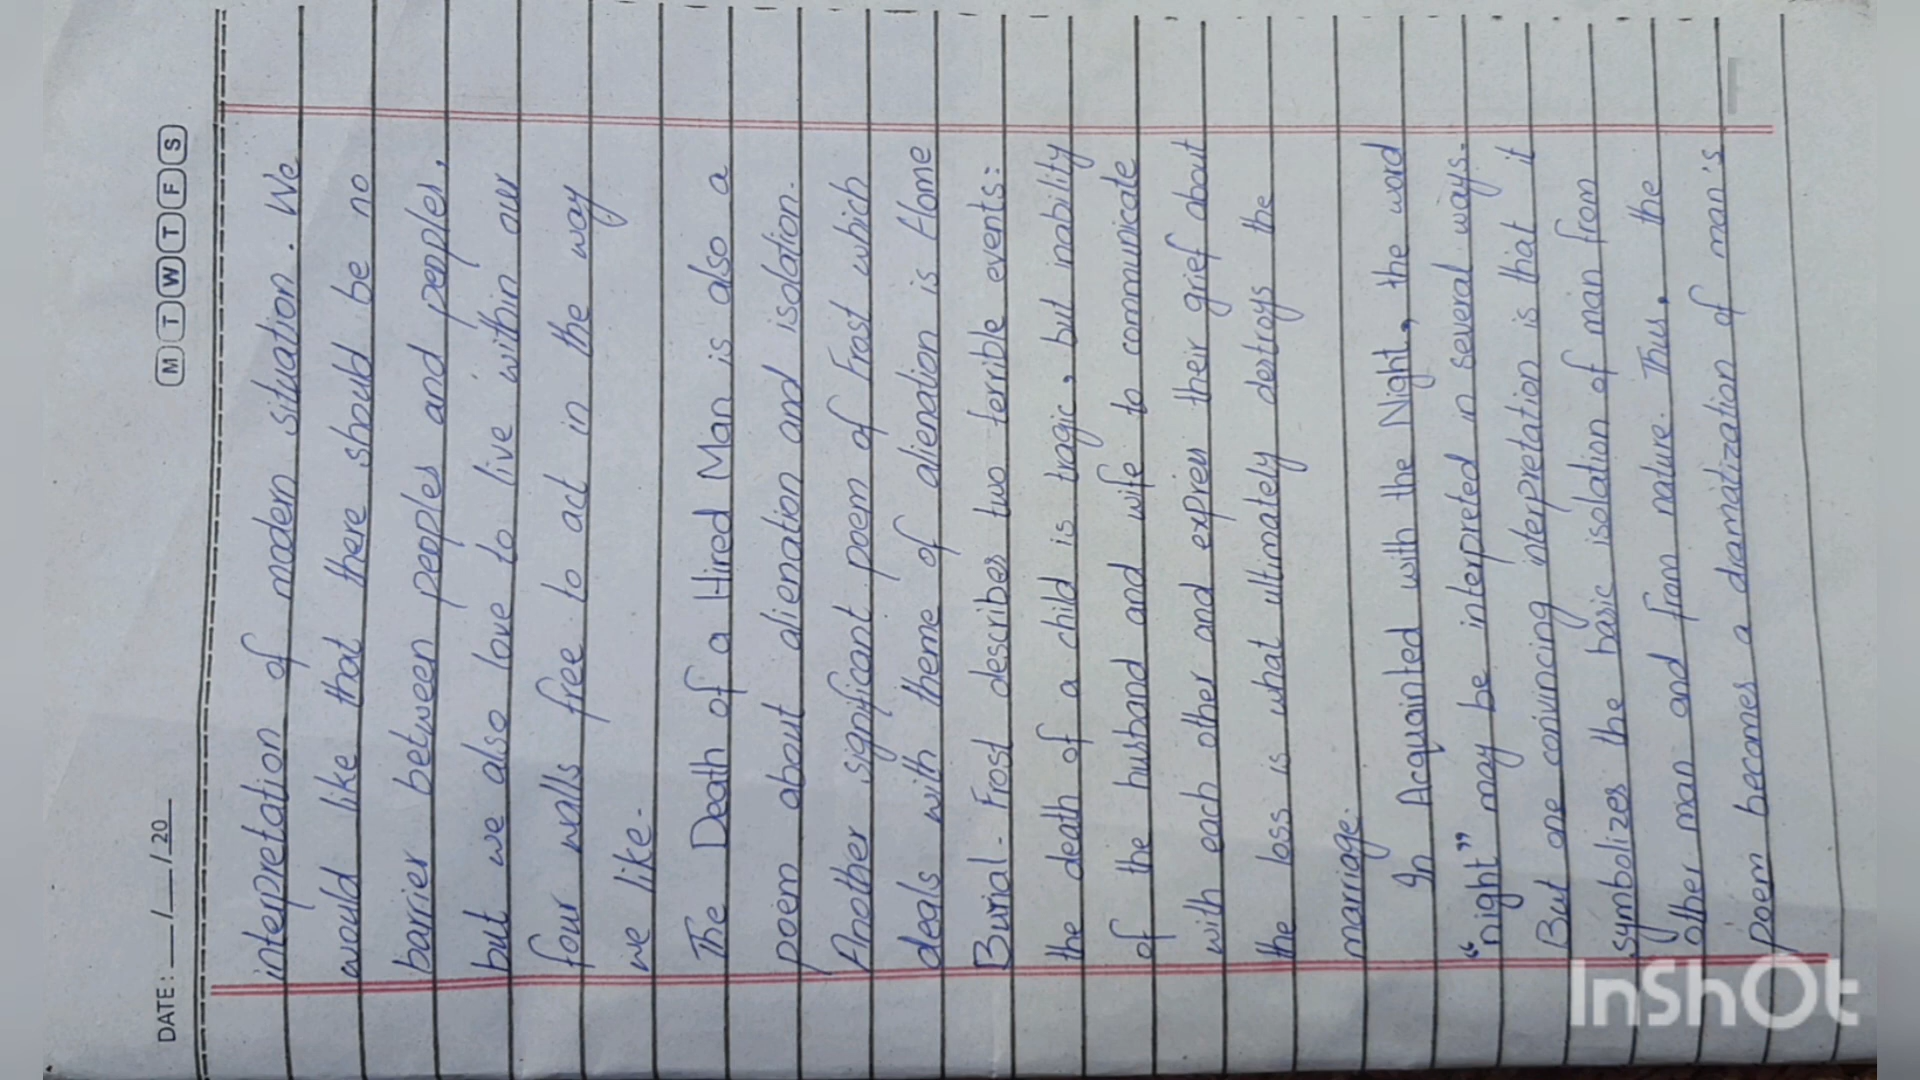 M T W T F S S
DATE: ___/___/20
interpretation of modern situation. We
would like that there should be no
barrier between peoples and peoples,
but we also love to live within our
four walls free to act in the way
we like.
The Death of a Hired Man is also a
poem about alienation and isolation.
Another significant poem of Frost which
deals with theme of alienation is Home
Burial. Frost describes two terrible events:
the death of a child is tragic, but inability
of the husband and wife to communicate
with each other and express their grief about
the loss is what ultimately destroys the
marriage.
In Acquainted with the Night, the word
"night" may be interpreted in several ways.
But one convincing interpretation is that it
symbolizes the basic isolation of man from
other man and from nature. Thus, the
poem becomes a dramatization of man's
InShOt